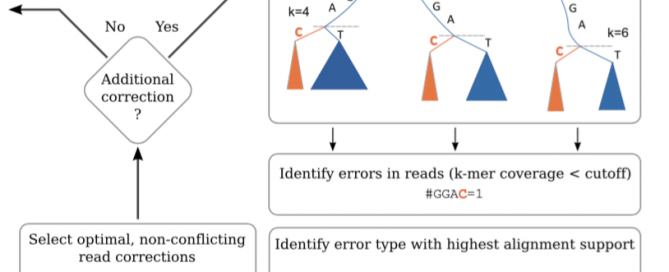 No Yes
Additional
correction
?
Select optimal, non-conflicting
read corrections
k=4 A
C T
G
A
C T
G
A k=6
C T
Identify errors in reads (k-mer coverage < cutoff)
#GGAC=1
Identify error type with highest alignment support